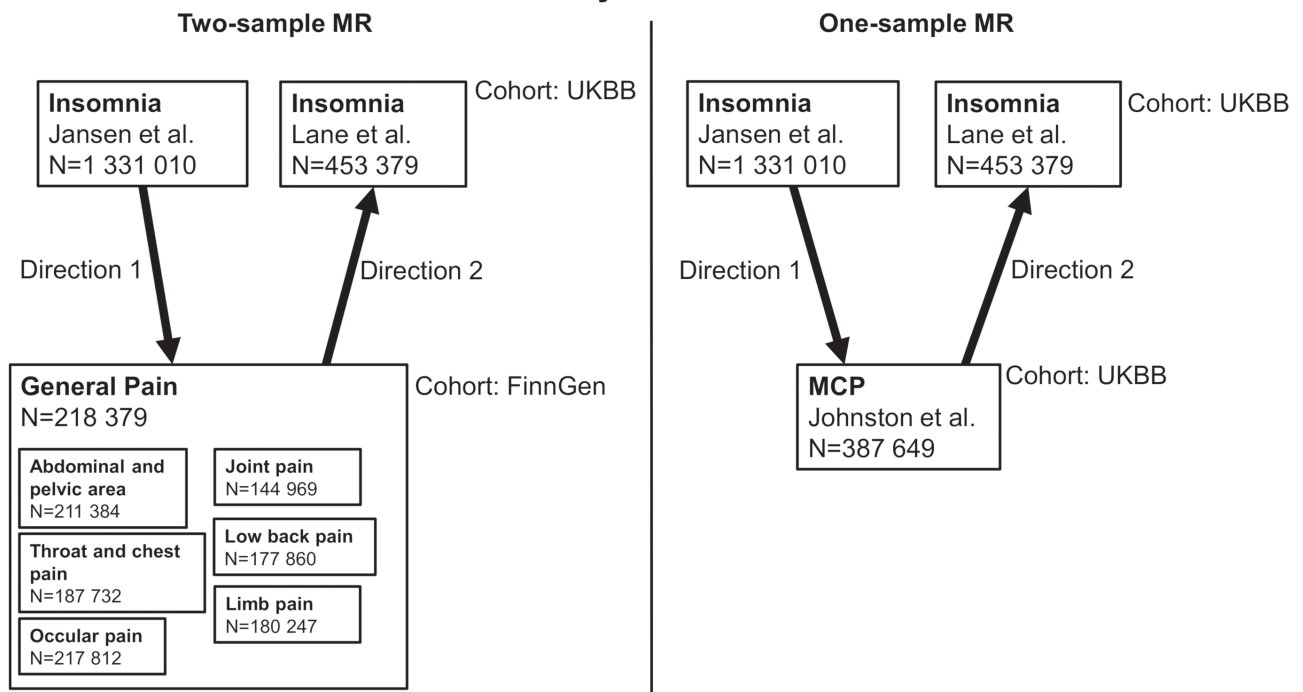 Two-sample MR
Insomnia
Jansen et al.
N=1 331 010
Insomnia
Lane et al.
N=453 379
Cohort: UKBB
Direction 1
Direction 2
General Pain
N=218 379
Cohort: FinnGen
Abdominal and
pelvic area
N=211 384
Throat and chest
pain
N=187 732
Occular pain
N=217 812
Joint pain
N=144 969
Low back pain
N=177 860
Limb pain
N=180 247
One-sample MR
Insomnia
Jansen et al.
N=1 331 010
Insomnia
Lane et al.
N=453 379
Cohort: UKBB
Direction 1
Direction 2
MCP
Johnston et al.
N=387 649
Cohort: UKBB